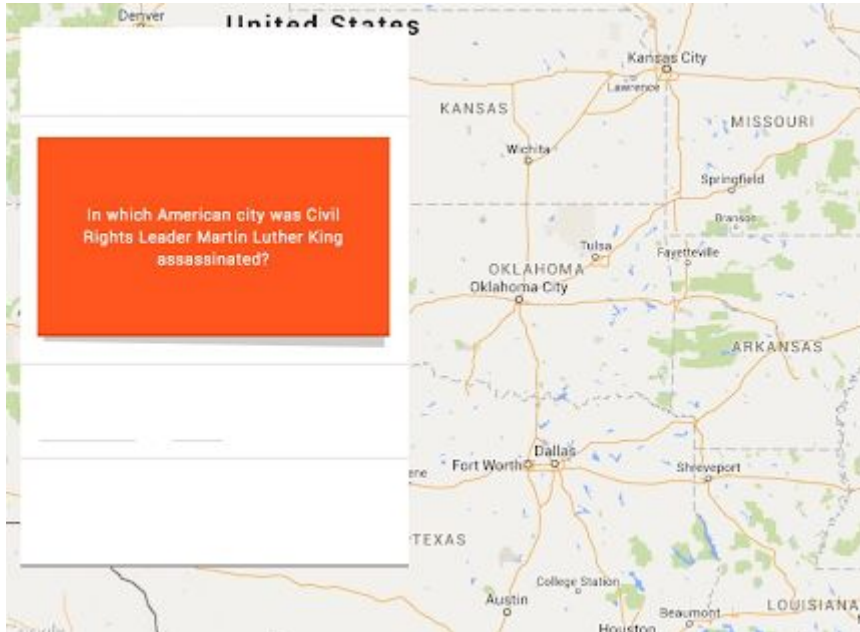 Denver
United States
Kansas City
Lawrence
KANSAS
MISSOURI
Wichita
Springfield
Branson
In which American city was Civil
Rights Leader Martin Luther King
assassinated?
Tulsa
Fayetteville
OKLAHOMA
Oklahoma City
ARKANSAS
Dallas
Fort Worth
Shreveport
ene
TEXAS
College Station
Austin
Beaumont
LOUISIANA
Houston